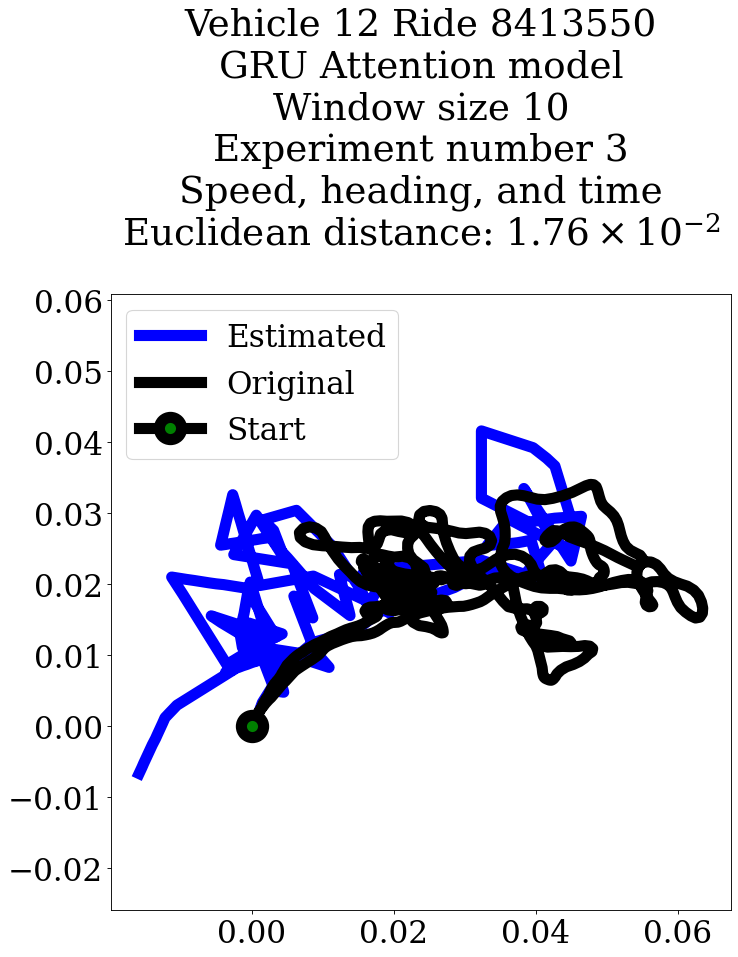 Vehicle 12 Ride 8413550
GRU Attention model
Window size 10
Experiment number 3
Speed, heading, and time
Euclidean distance: 1.76 × 10⁻²
0.06
0.05
0.04
0.03
0.02
0.01
0.00
−0.01
−0.02
Estimated
Original
Start
0.00 0.02 0.04 0.06